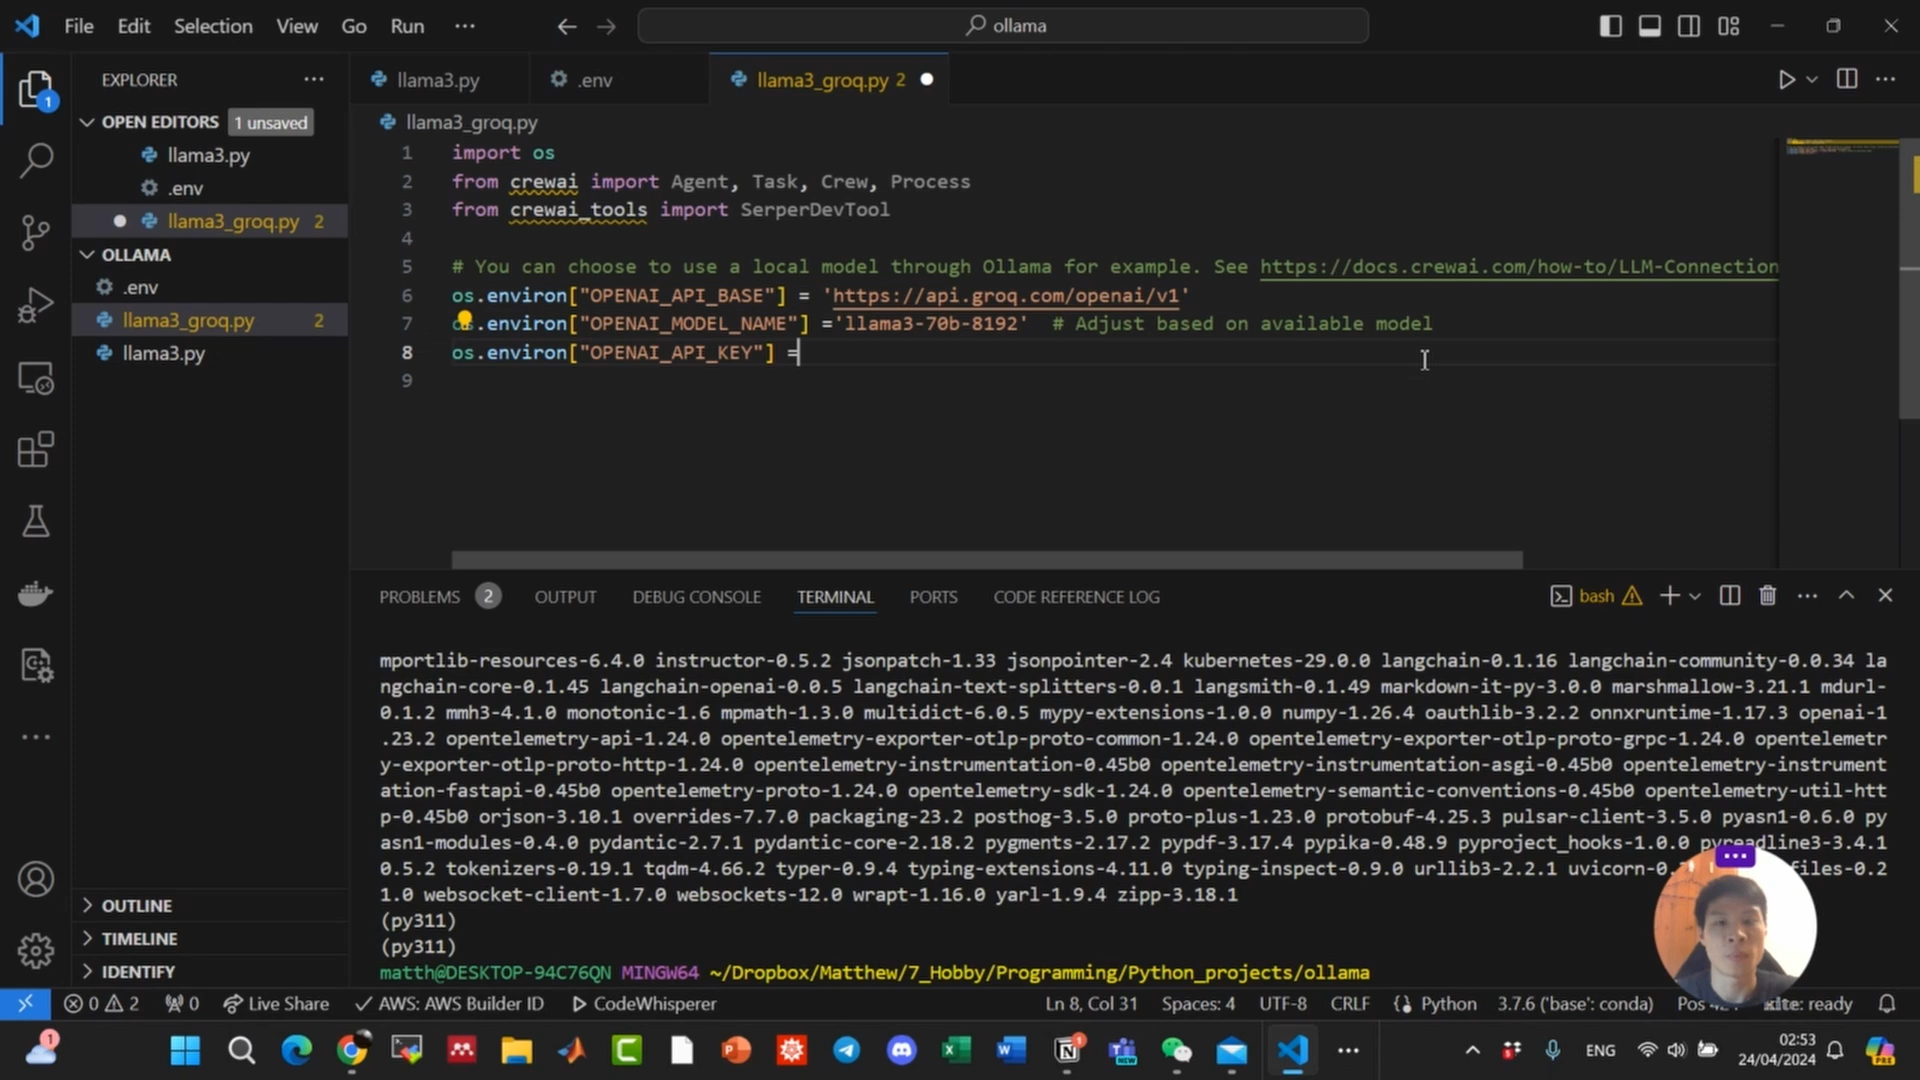 File Edit Selection View Go Run ···
ollama
EXPLORER
OPEN EDITORS 1 unsaved
llama3.py
.env
llama3_groq.py 2
OLLAMA
.env
llama3_groq.py 2
llama3.py
OUTLINE
TIMELINE
IDENTIFY
llama3.py .env llama3_groq.py 2
llama3_groq.py
1 import os
2 from crewai import Agent, Task, Crew, Process
3 from crewai_tools import SerperDevTool
4
5 # You can choose to use a local model through Ollama for example. See https://docs.crewai.com/how-to/LLM-Connection
6 os.environ["OPENAI_API_BASE"] = 'https://api.groq.com/openai/v1'
7 os.environ["OPENAI_MODEL_NAME"] ='llama3-70b-8192'  # Adjust based on available model
8 os.environ["OPENAI_API_KEY"] =
9
PROBLEMS 2 OUTPUT DEBUG CONSOLE TERMINAL PORTS CODE REFERENCE LOG
bash
mportlib-resources-6.4.0 instructor-0.5.2 jsonpatch-1.33 jsonpointer-2.4 kubernetes-29.0.0 langchain-0.1.16 langchain-community-0.0.34 la
ngchain-core-0.1.45 langchain-openai-0.0.5 langchain-text-splitters-0.0.1 langsmith-0.1.49 markdown-it-py-3.0.0 marshmallow-3.21.1 mdurl-
0.1.2 mmh3-4.1.0 monotonic-1.6 mpmath-1.3.0 multidict-6.0.5 mypy-extensions-1.0.0 numpy-1.26.4 oauthlib-3.2.2 onnxruntime-1.17.3 openai-1
.23.2 opentelemetry-api-1.24.0 opentelemetry-exporter-otlp-proto-common-1.24.0 opentelemetry-exporter-otlp-proto-grpc-1.24.0 opentelemetr
y-exporter-otlp-proto-http-1.24.0 opentelemetry-instrumentation-0.45b0 opentelemetry-instrumentation-asgi-0.45b0 opentelemetry-instrument
ation-fastapi-0.45b0 opentelemetry-proto-1.24.0 opentelemetry-sdk-1.24.0 opentelemetry-semantic-conventions-0.45b0 opentelemetry-util-htt
p-0.45b0 orjson-3.10.1 overrides-7.7.0 packaging-23.2 posthog-3.5.0 proto-plus-1.23.0 protobuf-4.25.3 pulsar-client-3.5.0 pyasn1-0.6.0 py
asn1-modules-0.4.0 pydantic-2.7.1 pydantic-core-2.18.2 pygments-2.17.2 pypdf-3.17.4 pypika-0.48.9 pyproject_hooks-1.0.0 pyreadline3-3.4.1
0.5.2 tokenizers-0.19.1 tqdm-4.66.2 typer-0.9.4 typing-extensions-4.11.0 typing-inspect-0.9.0 urllib3-2.2.1 uvicorn-0. files-0.2
1.0 websocket-client-1.7.0 websockets-12.0 wrapt-1.16.0 yarl-1.9.4 zipp-3.18.1
(py311)
(py311)
matth@DESKTOP-94C76QN MINGW64 ~/Dropbox/Matthew/7_Hobby/Programming/Python_projects/ollama
0 2 0 Live Share AWS: AWS Builder ID CodeWhisperer Ln 8, Col 31 Spaces: 4 UTF-8 CRLF Python 3.7.6 ('base': conda) Pos kite: ready
ENG 02:53
24/04/2024